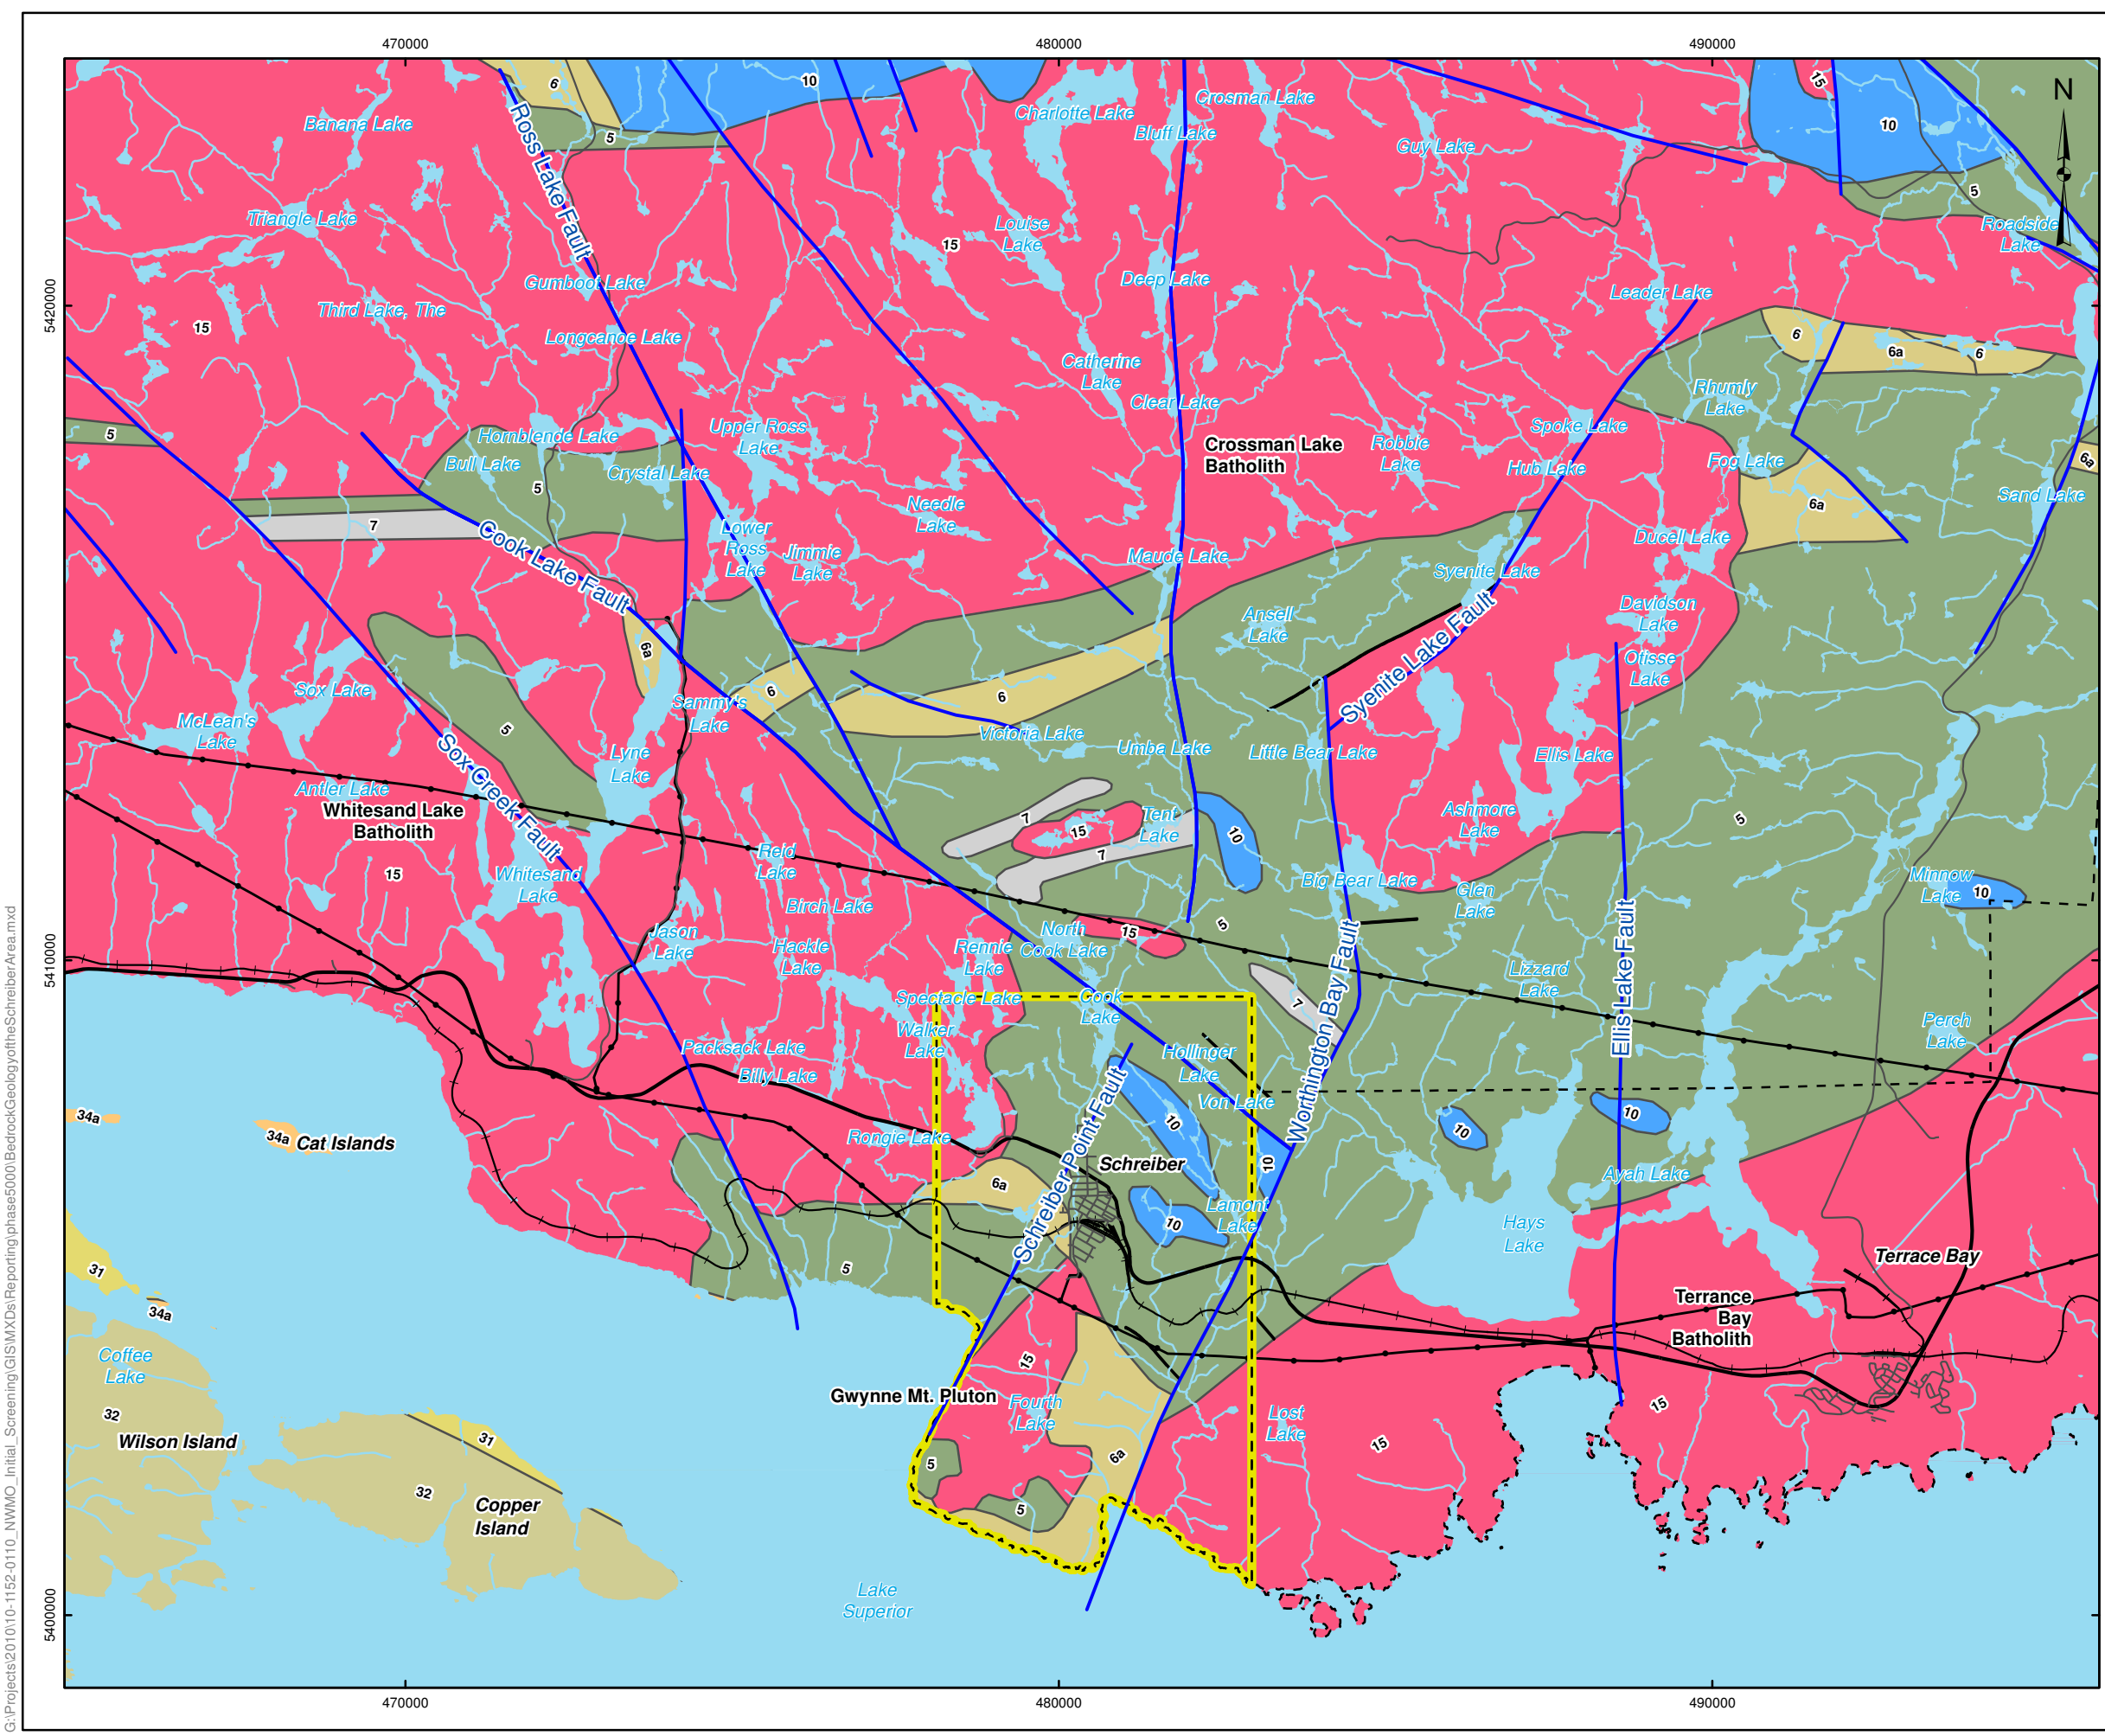 470000
480000
490000
6
10
15
10
N
Crosman Lake
Charlotte Lake
Banana Lake
Bluff Lake
5
Guy Lake
Ross Lake Fault
5
Triangle Lake
Louise
Lake
15
Roadside
Lake
Deep Lake
Gumboot Lake
Leader Lake
5420000
Third Lake, The
15
Longcanoe Lake
6
6a
6
Catherine
Lake
Rhumly
Lake
Clear Lake
5
Hornblende Lake
Upper Ross
Lake
Spoke Lake
Crossman Lake
Batholith
Robbie
Lake
Bull Lake
Crystal Lake
Hub Lake
Fog Lake
6a
5
Sand Lake
Needle
Lake
6a
7
Lower
Ross
Lake
Cook Lake Fault
Jimmie
Lake
Maude Lake
Ducell Lake
Syenite Lake
Ansell
Lake
Davidson
Lake
6a
Syenite Lake Fault
Otisse
Lake
Sox Lake
6
6
Sammy's
Lake
McLean's
Lake
5
Victoria Lake
Umba Lake
Little Bear Lake
Ellis Lake
Sox Creek Fault
Lyne
Lake
Antler Lake
Whitesand Lake
Batholith
7
15
Tent
Lake
10
Ashmore
Lake
5
7
Reid
Lake
15
Whitesand
Lake
Big Bear Lake
Glen
Lake
Minnow
Lake
10
Birch Lake
5
North
Cook Lake
15
Jason
Lake
Hackle
Lake
Rennie
Lake
5410000
Lizzard
Lake
Spectacle Lake
Cook
Lake
7
Worthington Bay Fault
Ellis Lake Fault
Walker
Lake
Perch
Lake
Packsack Lake
Hollinger
Lake
Billy Lake
Von Lake
34a
34a
Cat Islands
Rongie Lake
10
10
10
Schreiber Point Fault
Schreiber
10
6a
Ayah Lake
Lamont
Lake
10
Hays
Lake
Terrace Bay
31
5
34a
Terrance
Bay
Batholith
Coffee
Lake
15
Gwynne Mt. Pluton
Fourth
Lake
15
32
Lost
Lake
15
Wilson Island
31
6a
5
32
Copper
Island
5
Lake
Superior
5400000
470000
480000
490000
G:\Projects\2010\10-1152-0110_NWMO_Initial_Screening\GIS\MXDs\Reporting\phase5000\BedrockGeologyoftheSchreiberArea.mxd